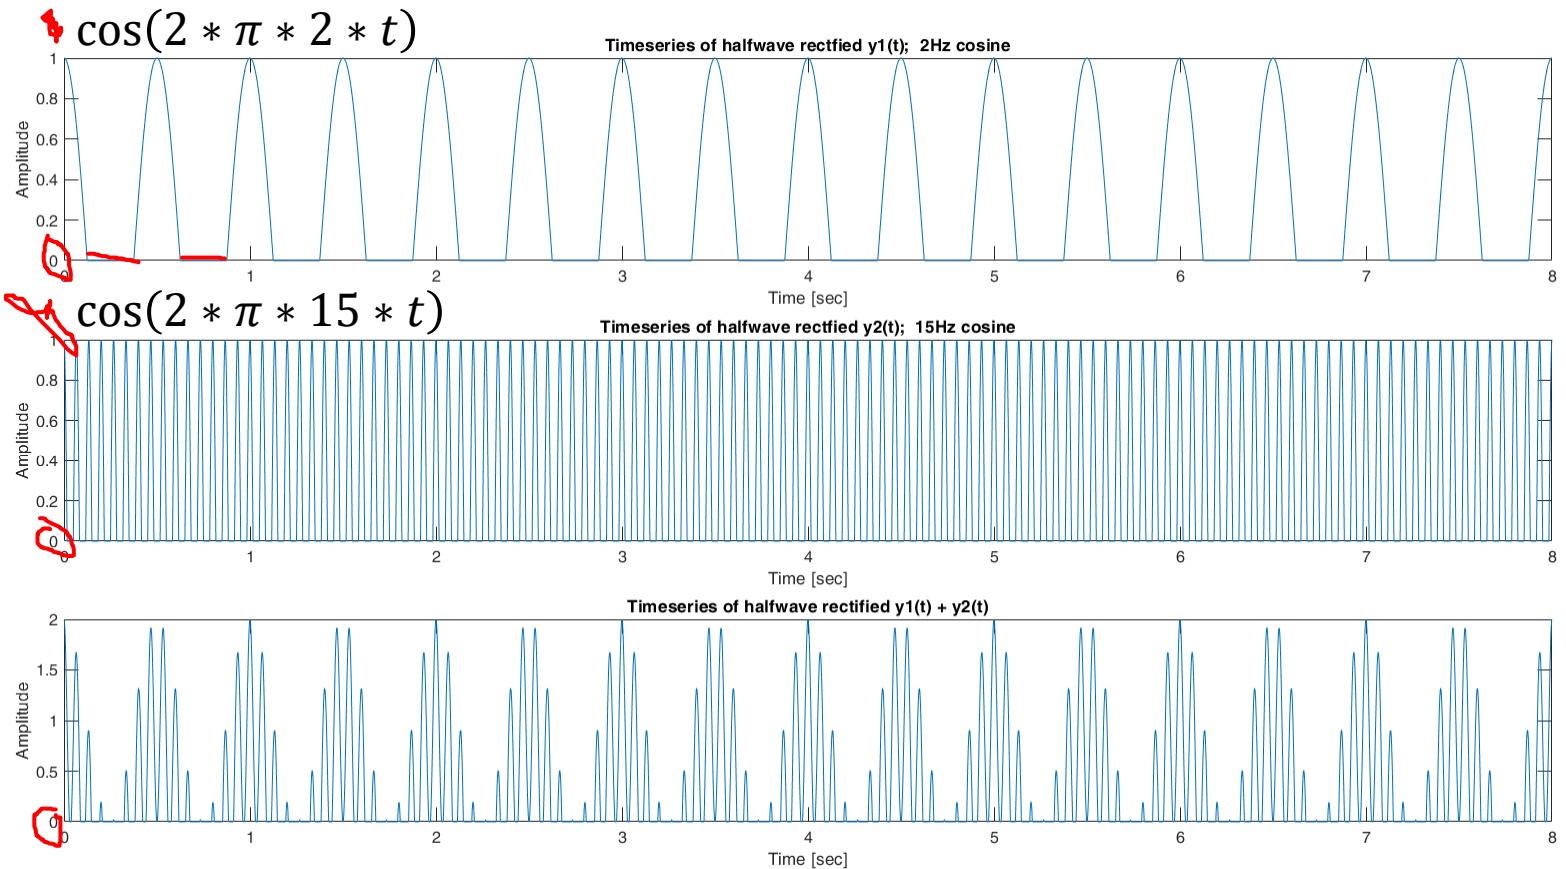 cos(2 ∗ π ∗ 2 ∗ t)
Timeseries of halfwave rectfied y1(t);  2Hz cosine
1
0.8
0.6
0.4
0.2
0
Amplitude
0 1 2 3 4 5 6 7 8
Time [sec]
cos(2 ∗ π ∗ 15 ∗ t)
Timeseries of halfwave rectfied y2(t);  15Hz cosine
1
0.8
0.6
0.4
0.2
0
Amplitude
0 1 2 3 4 5 6 7 8
Time [sec]
Timeseries of halfwave rectified y1(t) + y2(t)
2
1.5
1
0.5
0
Amplitude
0 1 2 3 4 5 6 7 8
Time [sec]